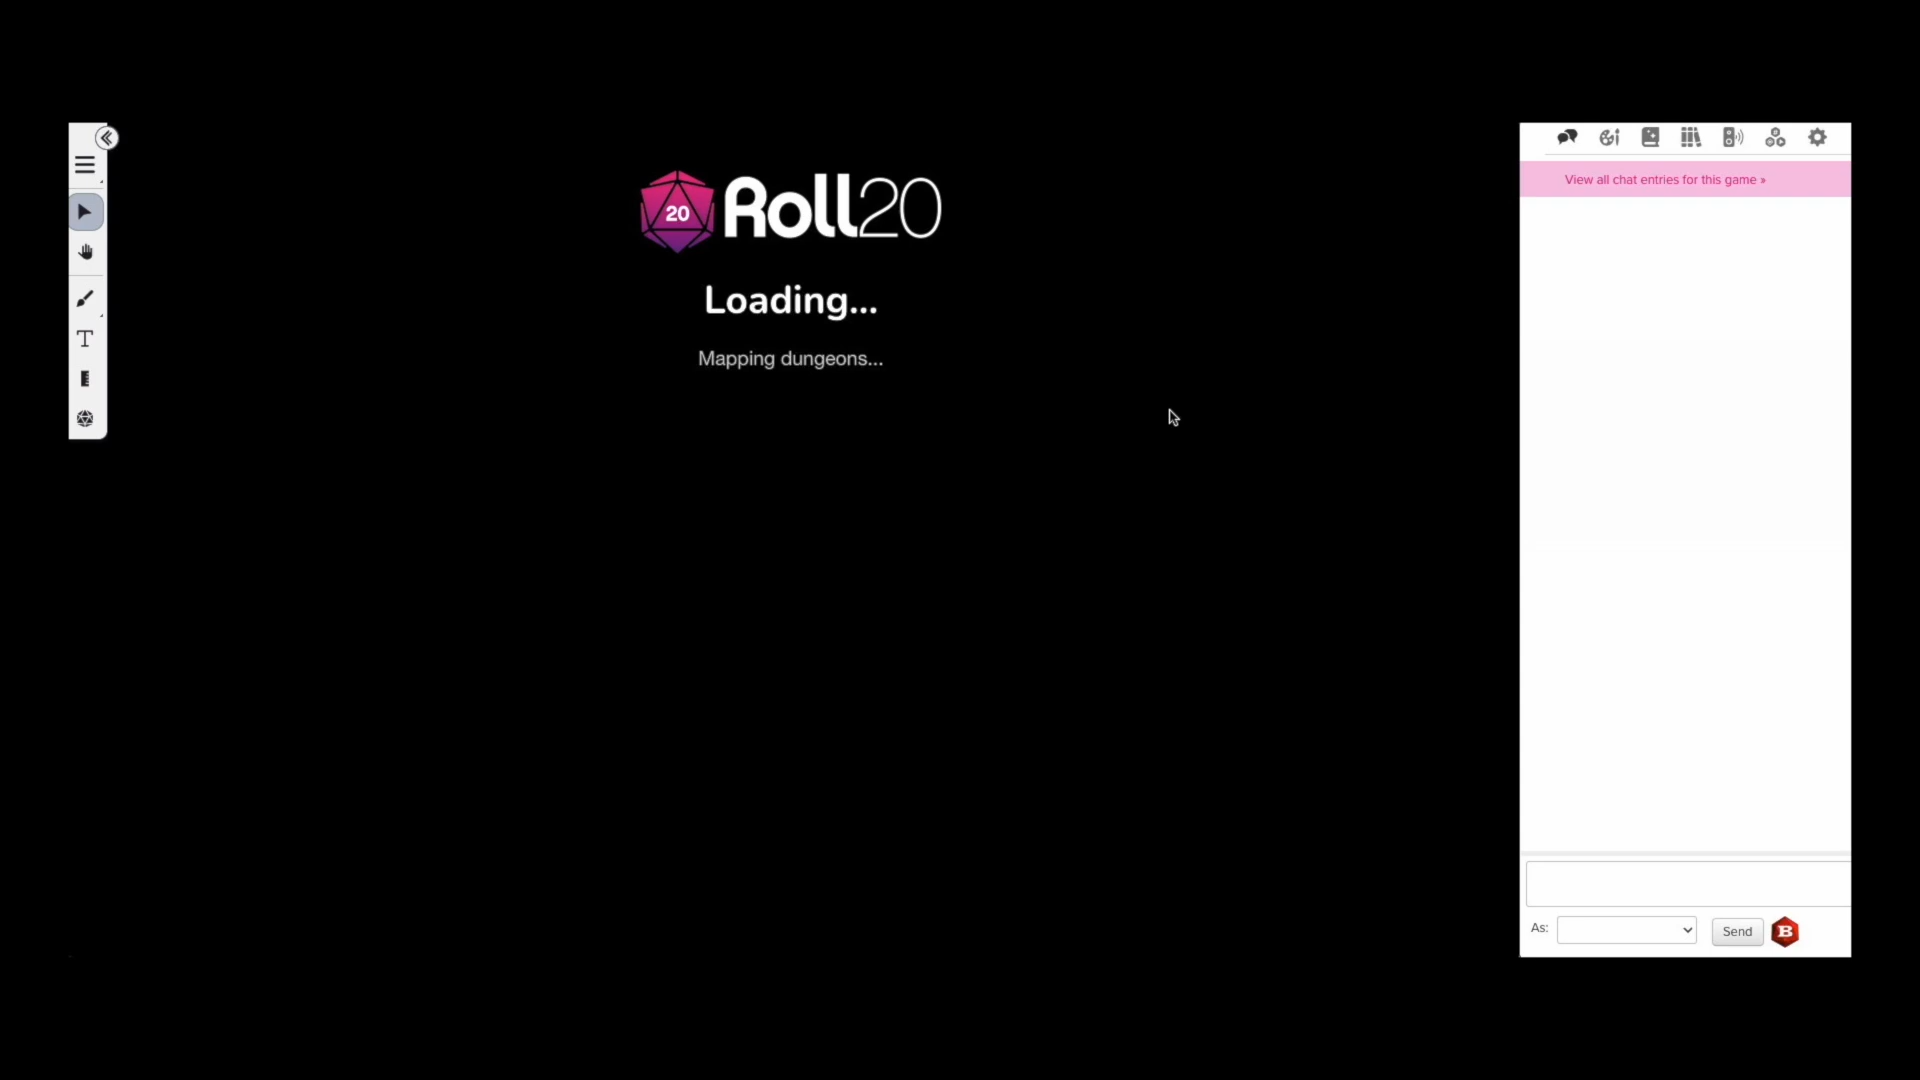 20 Roll20
Loading...
Mapping dungeons...
View all chat entries for this game »
As:
Send
B